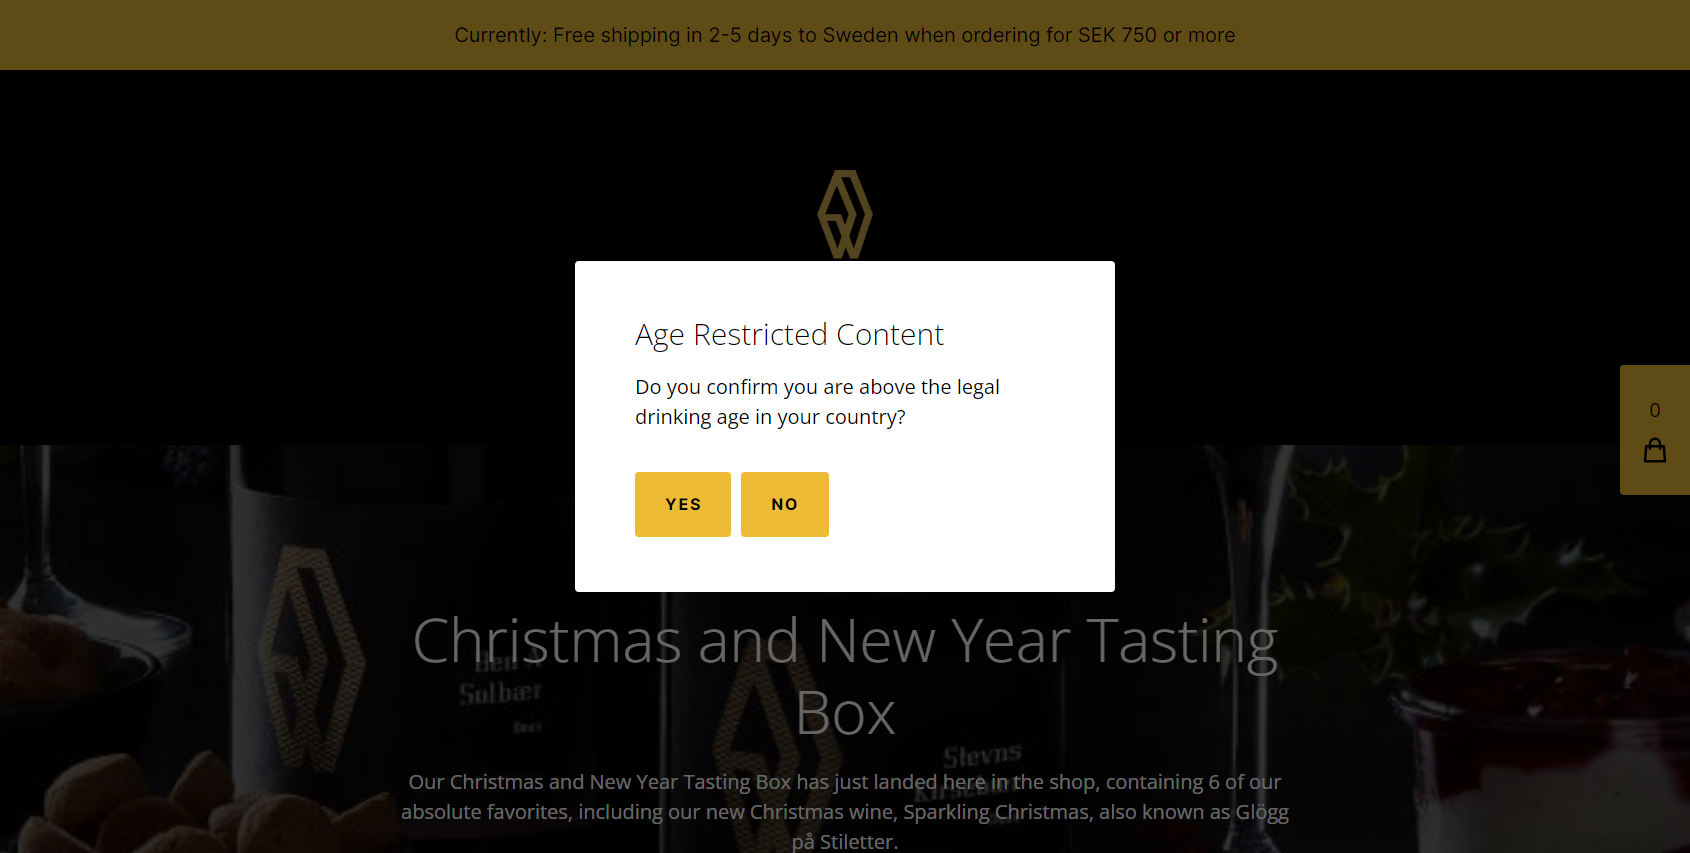 Currently: Free shipping in 2-5 days to Sweden when ordering for SEK 750 or more
Age Restricted Content
Do you confirm you are above the legal
drinking age in your country?
YES
NO
0
Christmas and New Year Tasting
Box
Solbær
Stevns
Kirsebær
Our Christmas and New Year Tasting Box has just landed here in the shop, containing 6 of our
absolute favorites, including our new Christmas wine, Sparkling Christmas, also known as Glögg
på Stiletter.